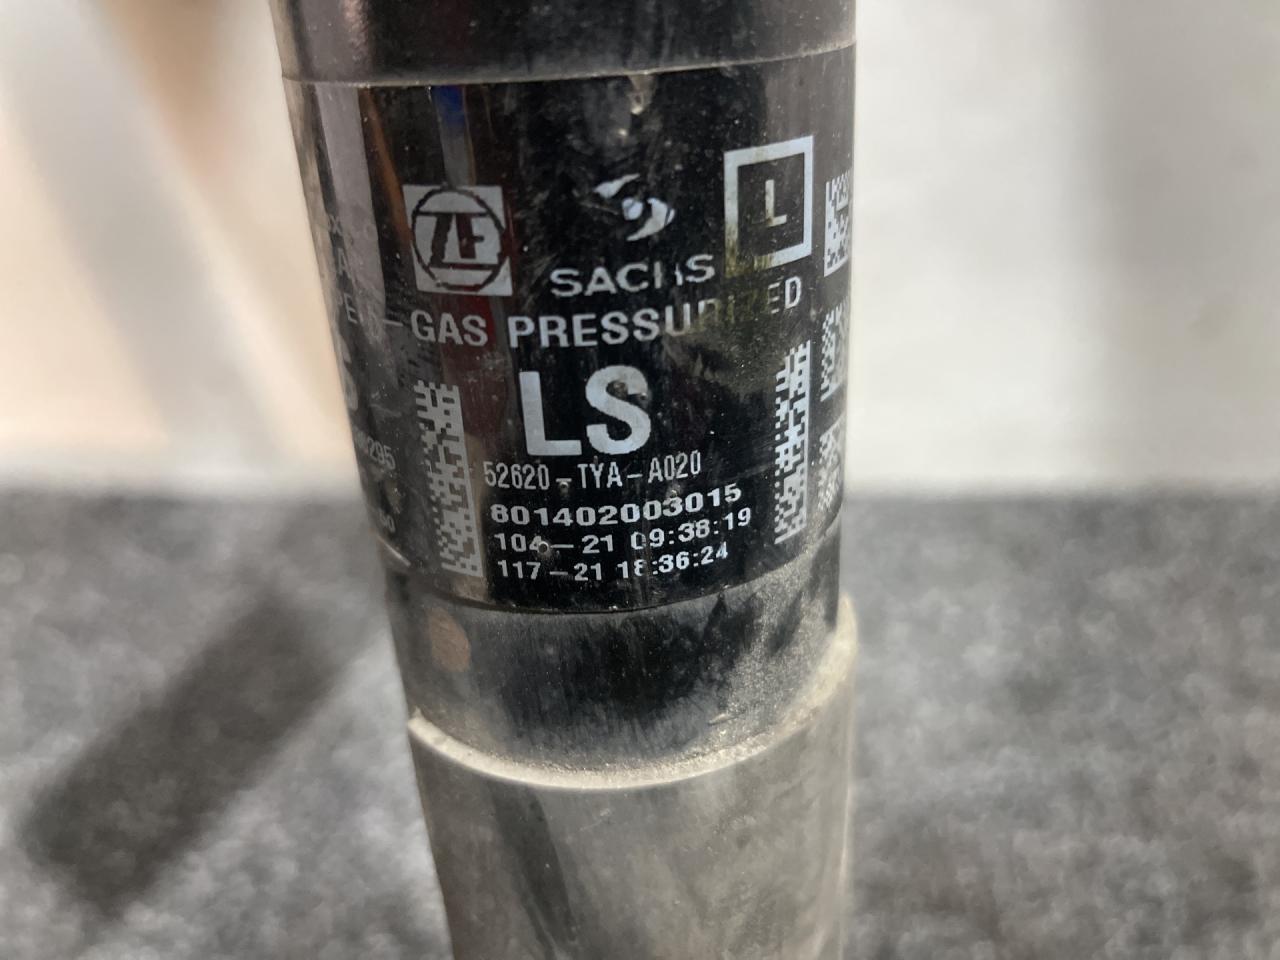 ZF
L
SACHS
GAS PRESSURIZED
LS
52620-TYA-A020
801402003015
104-21 09:38:19
117-21 18:36:24